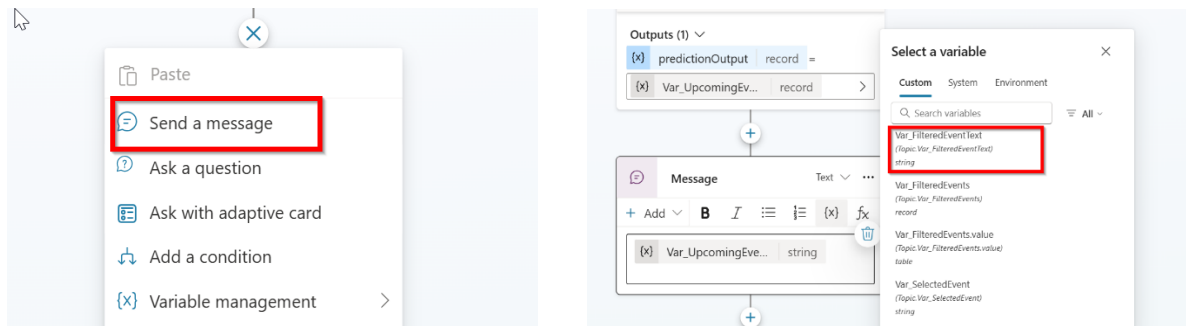 Paste
Send a message
Ask a question
Ask with adaptive card
Add a condition
{x} Variable management
Outputs (1)
{x} predictionOutput record =
{x} Var_UpcomingEv... record
Message Text ...
+ Add B I {x} fx
{x} Var_UpcomingEve... string
Select a variable
Custom System Environment
Search variables All
Var_FilteredEventText
(Topic.Var_FilteredEventText)
string
Var_FilteredEvents
(Topic.Var_FilteredEvents)
record
Var_FilteredEvents.value
(Topic.Var_FilteredEvents.value)
table
Var_SelectedEvent
(Topic.Var_SelectedEvent)
string